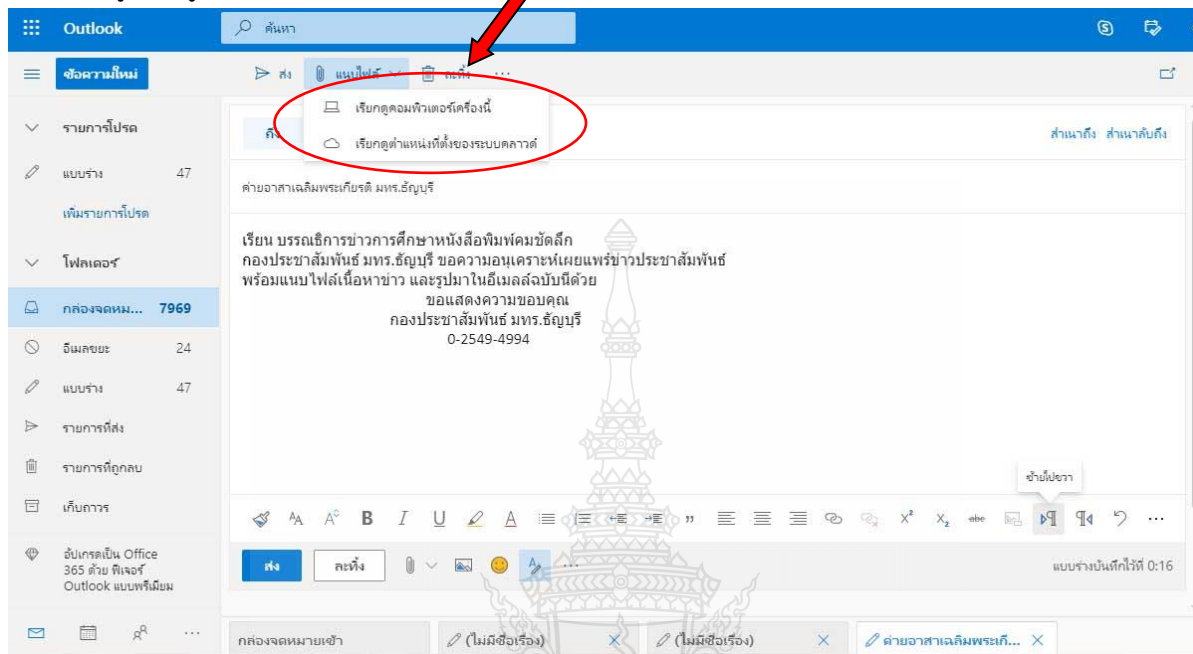 Outlook
ค้นหา
ข้อความใหม่
ส่ง
แนบไฟล์
ละทิ้ง
...
เรียกดูคอมพิวเตอร์เครื่องนี้
เรียกดูตำแหน่งที่ตั้งของระบบคลาวด์
รายการโปรด
สำเนาถึง สำเนาลับถึง
แบบร่าง 47
ค่ายอาสาเฉลิมพระเกียรติ มทร.ธัญบุรี
เพิ่มรายการโปรด
เรียน บรรณธิการข่าวการศึกษาหนังสือพิมพ์คมชัดลึก
กองประชาสัมพันธ์ มทร.ธัญบุรี ขอความอนุเคราะห์เผยแพร่ข่าวประชาสัมพันธ์
พร้อมแนบไฟล์เนื้อหาข่าว และรูปมาในอีเมลล์ฉบับนี้ด้วย
ขอแสดงความขอบคุณ
กองประชาสัมพันธ์ มทร.ธัญบุรี
0-2549-4994
โฟลเดอร์
กล่องจดหม... 7969
อีเมลขยะ 24
แบบร่าง 47
รายการที่ส่ง
รายการที่ถูกลบ
เก็บถาวร
ซ้ายไปขวา
อัปเกรดเป็น Office
365 ด้วย ฟีเจอร์
Outlook แบบพรีเมียม
ส่ง
ละทิ้ง
แบบร่างบันทึกไว้ที่ 0:16
กล่องจดหมายเข้า
(ไม่มีชื่อเรื่อง)
(ไม่มีชื่อเรื่อง)
ค่ายอาสาเฉลิมพระเกี...